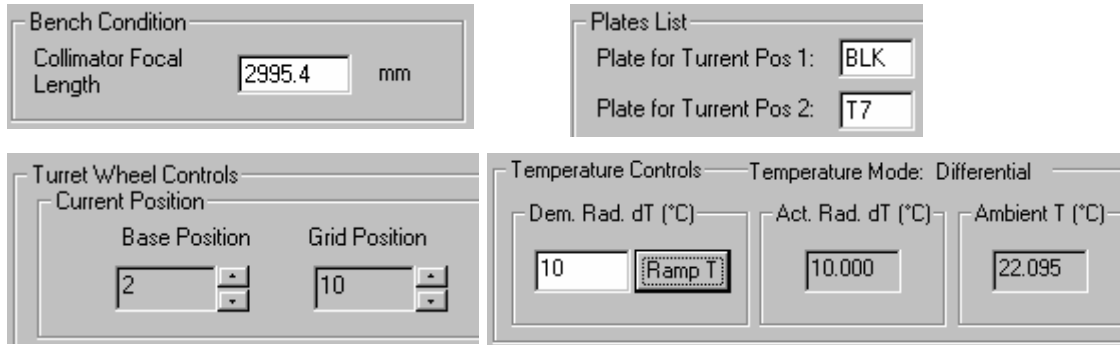 Bench Condition
Collimator Focal
Length
2995.4
mm
Plates List
Plate for Turrent Pos 1:
BLK
Plate for Turrent Pos 2:
T7
Turret Wheel Controls
Current Position
Base Position
Grid Position
2
10
Temperature Controls
Temperature Mode: Differential
Dem. Rad. dT (°C)
Act. Rad. dT (°C)
Ambient T (°C)
10
Ramp T
10.000
22.095